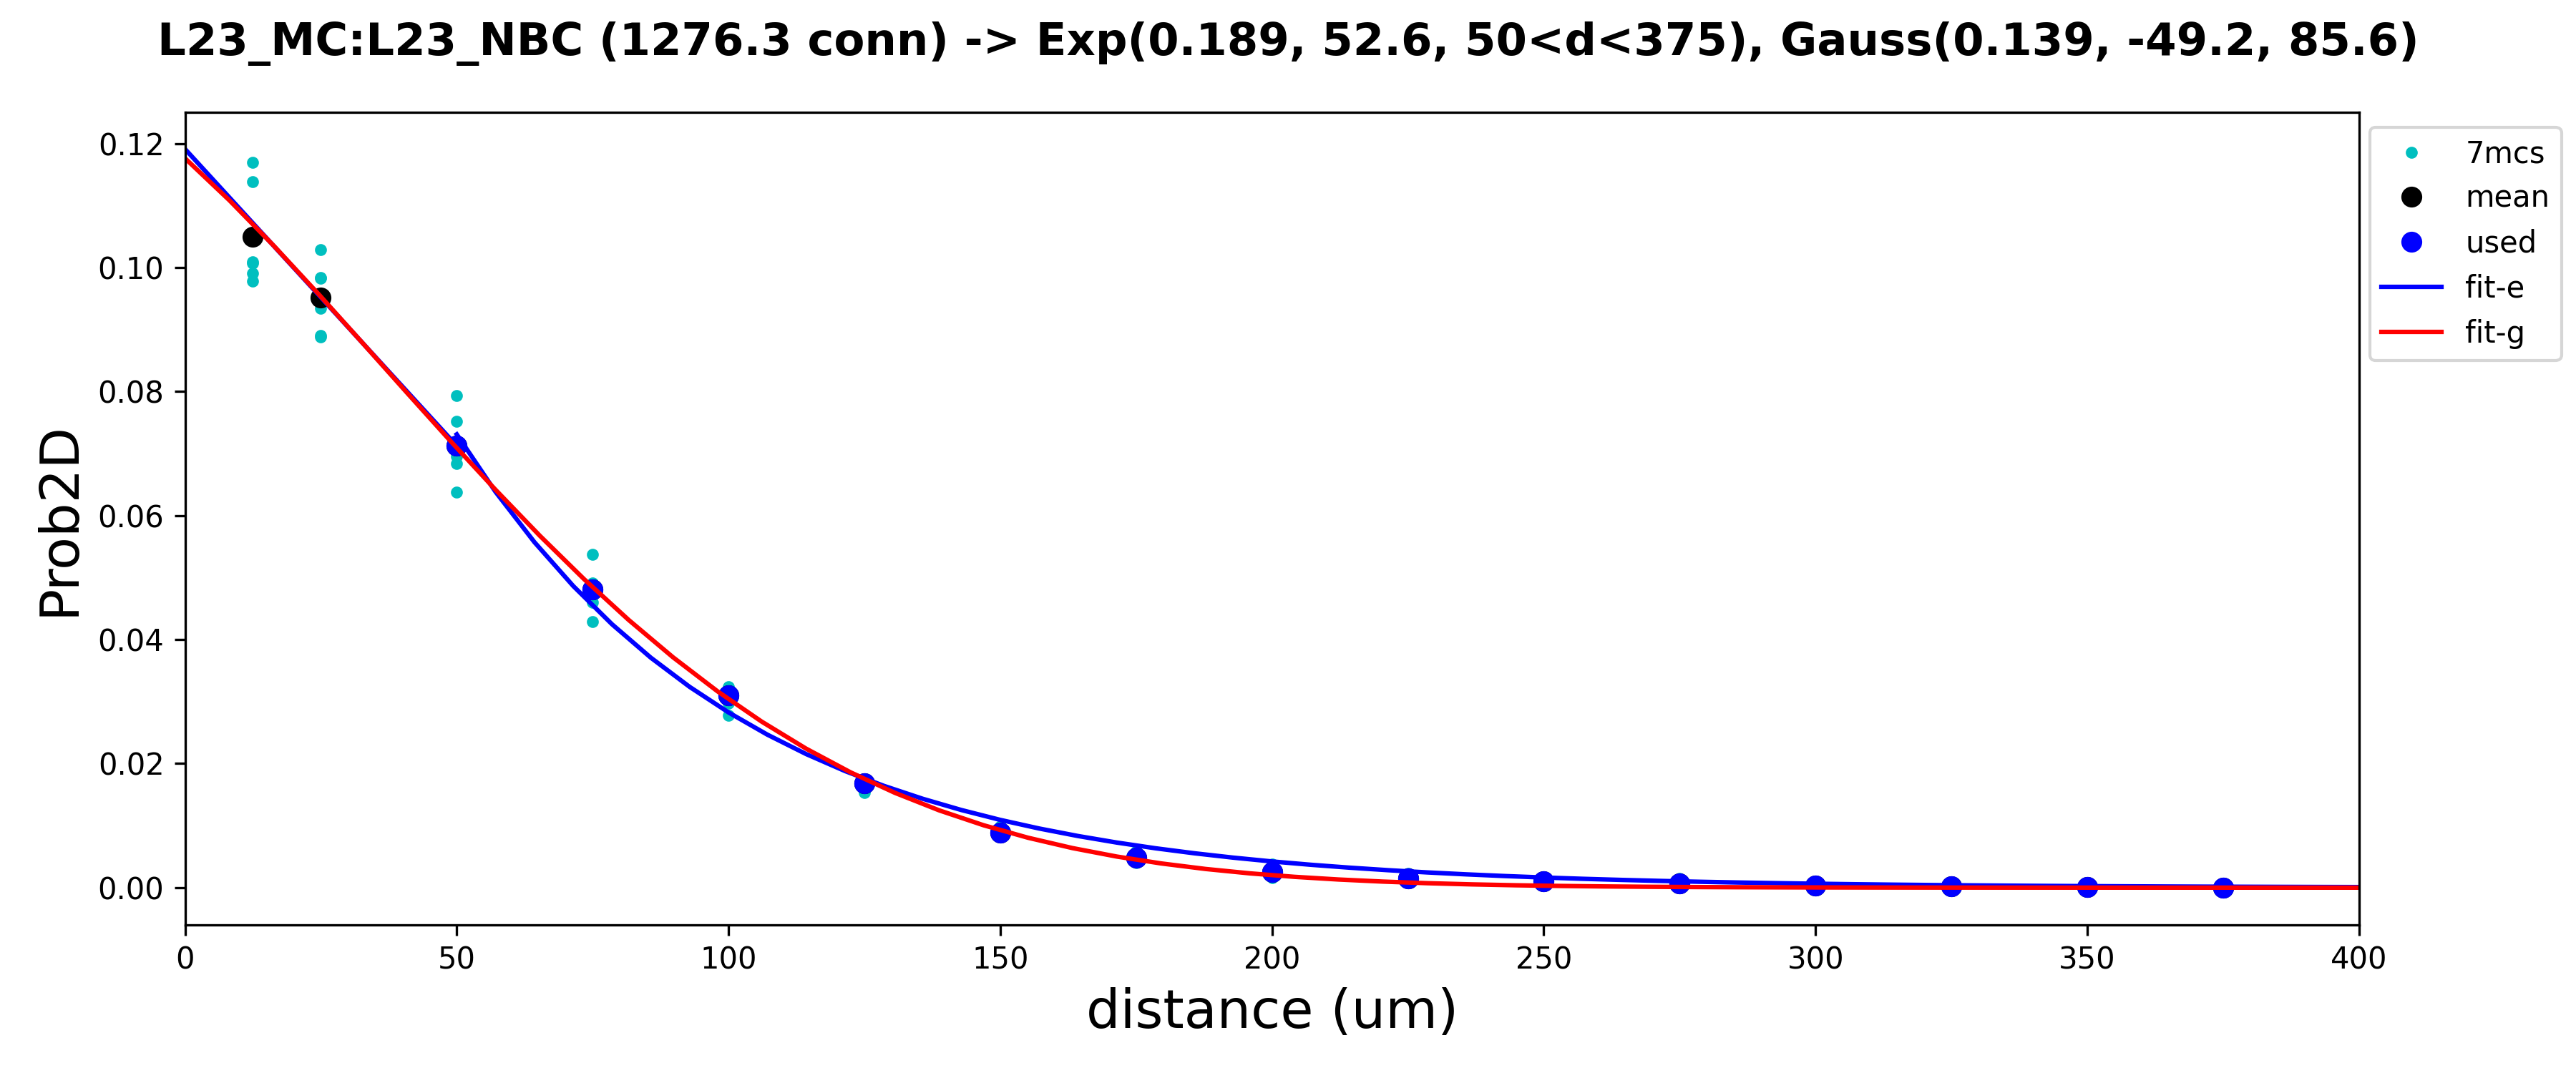 L23_MC:L23_NBC (1276.3 conn) -> Exp(0.189, 52.6, 50<d<375), Gauss(0.139, -49.2, 85.6)
0.12
0.10
0.08
0.06
0.04
0.02
0.00
Prob2D
0 50 100 150 200 250 300 350 400
distance (um)
7mcs
mean
used
fit-e
fit-g